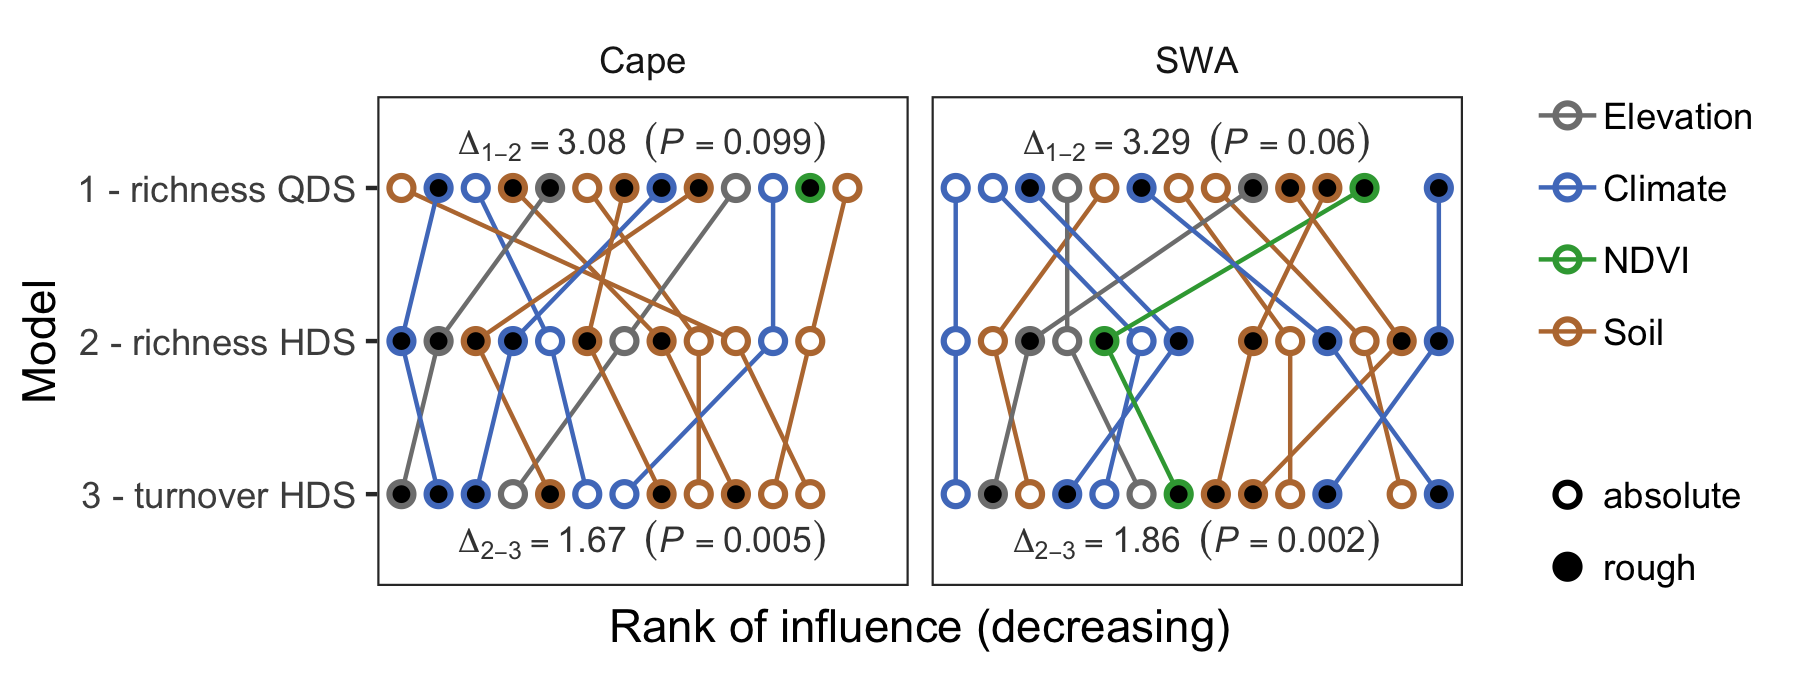 Cape
SWA
Δ1−2 = 3.08 (P = 0.099)
Δ1−2 = 3.29 (P = 0.06)
Elevation
1 - richness QDS
Climate
NDVI
Model
2 - richness HDS
Soil
3 - turnover HDS
absolute
Δ2−3 = 1.67 (P = 0.005)
Δ2−3 = 1.86 (P = 0.002)
rough
Rank of influence (decreasing)